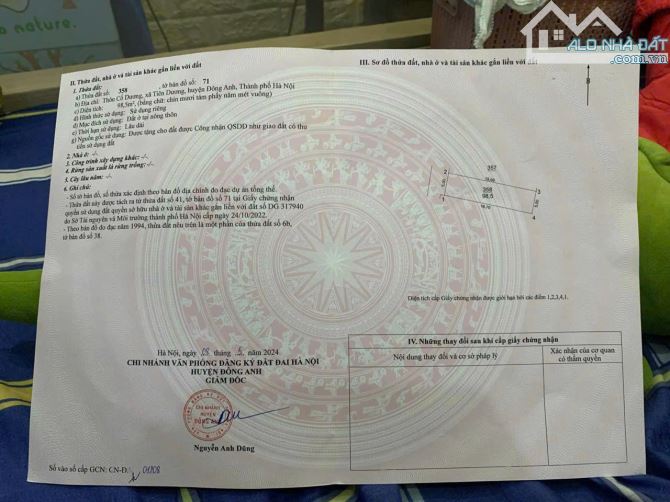 o nature.
ALO NHÀ ĐẤT
.com.vn
II. Thửa đất, nhà ở và tài sản khác gắn liền với đất
1. Thửa đất:
a) Thửa đất số: 358 , tờ bản đồ số: 71
b) Địa chỉ: Thôn Cổ Dương, xã Tiên Dương, huyện Đông Anh, Thành phố Hà Nội
c) Diện tích: 98,5m², (bằng chữ: chín mươi tám phẩy năm mét vuông)
d) Hình thức sử dụng: Sử dụng riêng
đ) Mục đích sử dụng: Đất ở tại nông thôn
e) Thời hạn sử dụng: Lâu dài
g) Nguồn gốc sử dụng: Được tặng cho đất được Công nhận QSDĐ như giao đất có thu
tiền sử dụng đất
2. Nhà ở: -/-
3. Công trình xây dựng khác: -/-
4. Rừng sản xuất là rừng trồng: -/-
5. Cây lâu năm: -/-
6. Ghi chú:
- Số tờ bản đồ, số thửa xác định theo bản đồ địa chính đo đạc dự án tổng thể.
- Thửa đất này được tách ra từ thửa đất số 41, tờ bản đồ số 71 tại Giấy chứng nhận
quyền sử dụng đất quyền sở hữu nhà ở và tài sản khác gắn liền với đất số DG 317940
do Sở Tài nguyên và Môi trường thành phố Hà Nội cấp ngày 24/10/2022.
- Theo bản đồ đo đạc năm 1994, thửa đất nêu trên là một phần của thửa đất số 6b,
tờ bản đồ số 38.
Hà Nội, ngày 08 tháng 5 năm 2024
CHI NHÁNH VĂN PHÒNG ĐĂNG KÝ ĐẤT ĐAI HÀ NỘI
HUYỆN ĐÔNG ANH
GIÁM ĐỐC
CHI NHÁNH
HUYỆN
ĐÔNG ANH
Nguyễn Anh Dũng
Số vào sổ cấp GCN: CN-Đ.
III. Sơ đồ thửa đất, nhà ở và tài sản khác gắn liền với đất
B
357
2
358
98,5
3
1
4
Diện tích cấp Giấy chứng nhận được giới hạn bởi các điểm 1,2,3,4,1.
IV. Những thay đổi sau khi cấp giấy chứng nhận
Nội dung thay đổi và cơ sở pháp lý
Xác nhận của cơ quan
có thẩm quyền